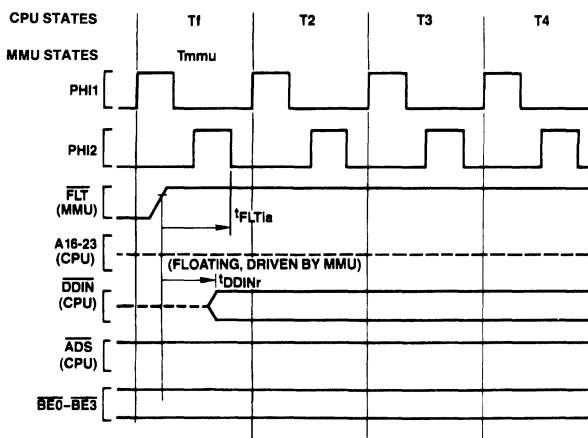 CPU STATES Tf T2 T3 T4
MMU STATES Tmmu
PHI1
PHI2
FLT
(MMU)
tFLTia
A16-23
(CPU)
(FLOATING, DRIVEN BY MMU)
DDIN
(CPU)
tDDINr
ADS
(CPU)
BE0-BE3